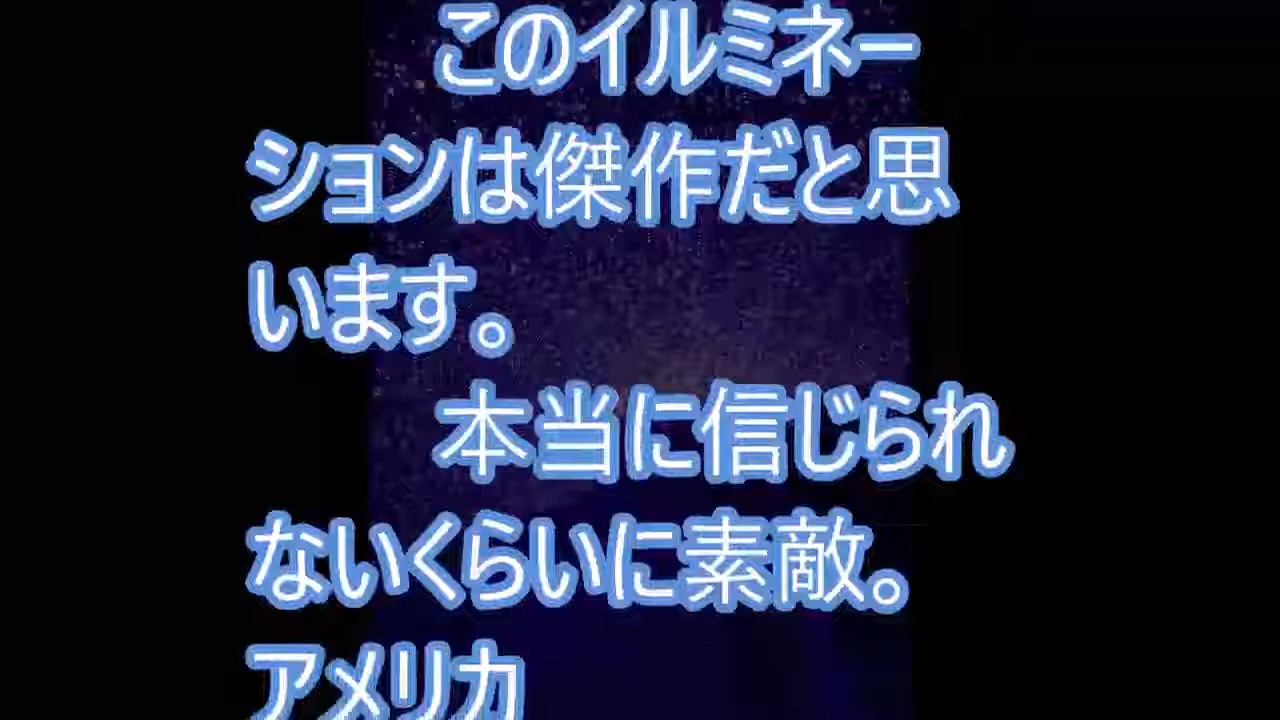 このイルミネー
ションは傑作だと思
います。
本当に信じられ
ないくらいに素敵。
アメリカ